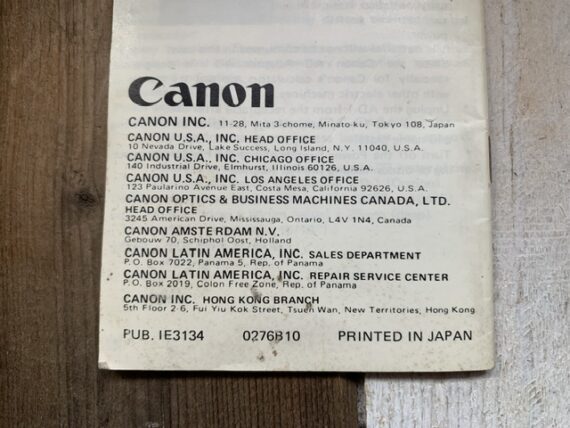 Canon
CANON INC. 11-28, Mita 3-chome, Minato-ku, Tokyo 108, Japan
CANON U.S.A., INC. HEAD OFFICE
10 Nevada Drive, Lake Success, Long Island, N.Y. 11040, U.S.A.
CANON U.S.A., INC. CHICAGO OFFICE
140 Industrial Drive, Elmhurst, Illinois 60126, U.S.A.
CANON U.S.A., INC. LOS ANGELES OFFICE
123 Paularino Avenue East, Costa Mesa, California 92626, U.S.A.
CANON OPTICS & BUSINESS MACHINES CANADA, LTD.
HEAD OFFICE
3245 American Drive, Mississauga, Ontario, L4V 1N4, Canada
CANON AMSTERDAM N.V.
Gebouw 70, Schiphol Oost, Holland
CANON LATIN AMERICA, INC. SALES DEPARTMENT
P.O. Box 7022, Panama 5, Rep. of Panama
CANON LATIN AMERICA, INC. REPAIR SERVICE CENTER
P.O. Box 2019, Colon Free Zone, Rep. of Panama
CANON INC. HONG KONG BRANCH
5th Floor 2-6, Fui Yiu Kok Street, Tsuen Wan, New Territories, Hong Kong
PUB. IE3134 0276B10 PRINTED IN JAPAN